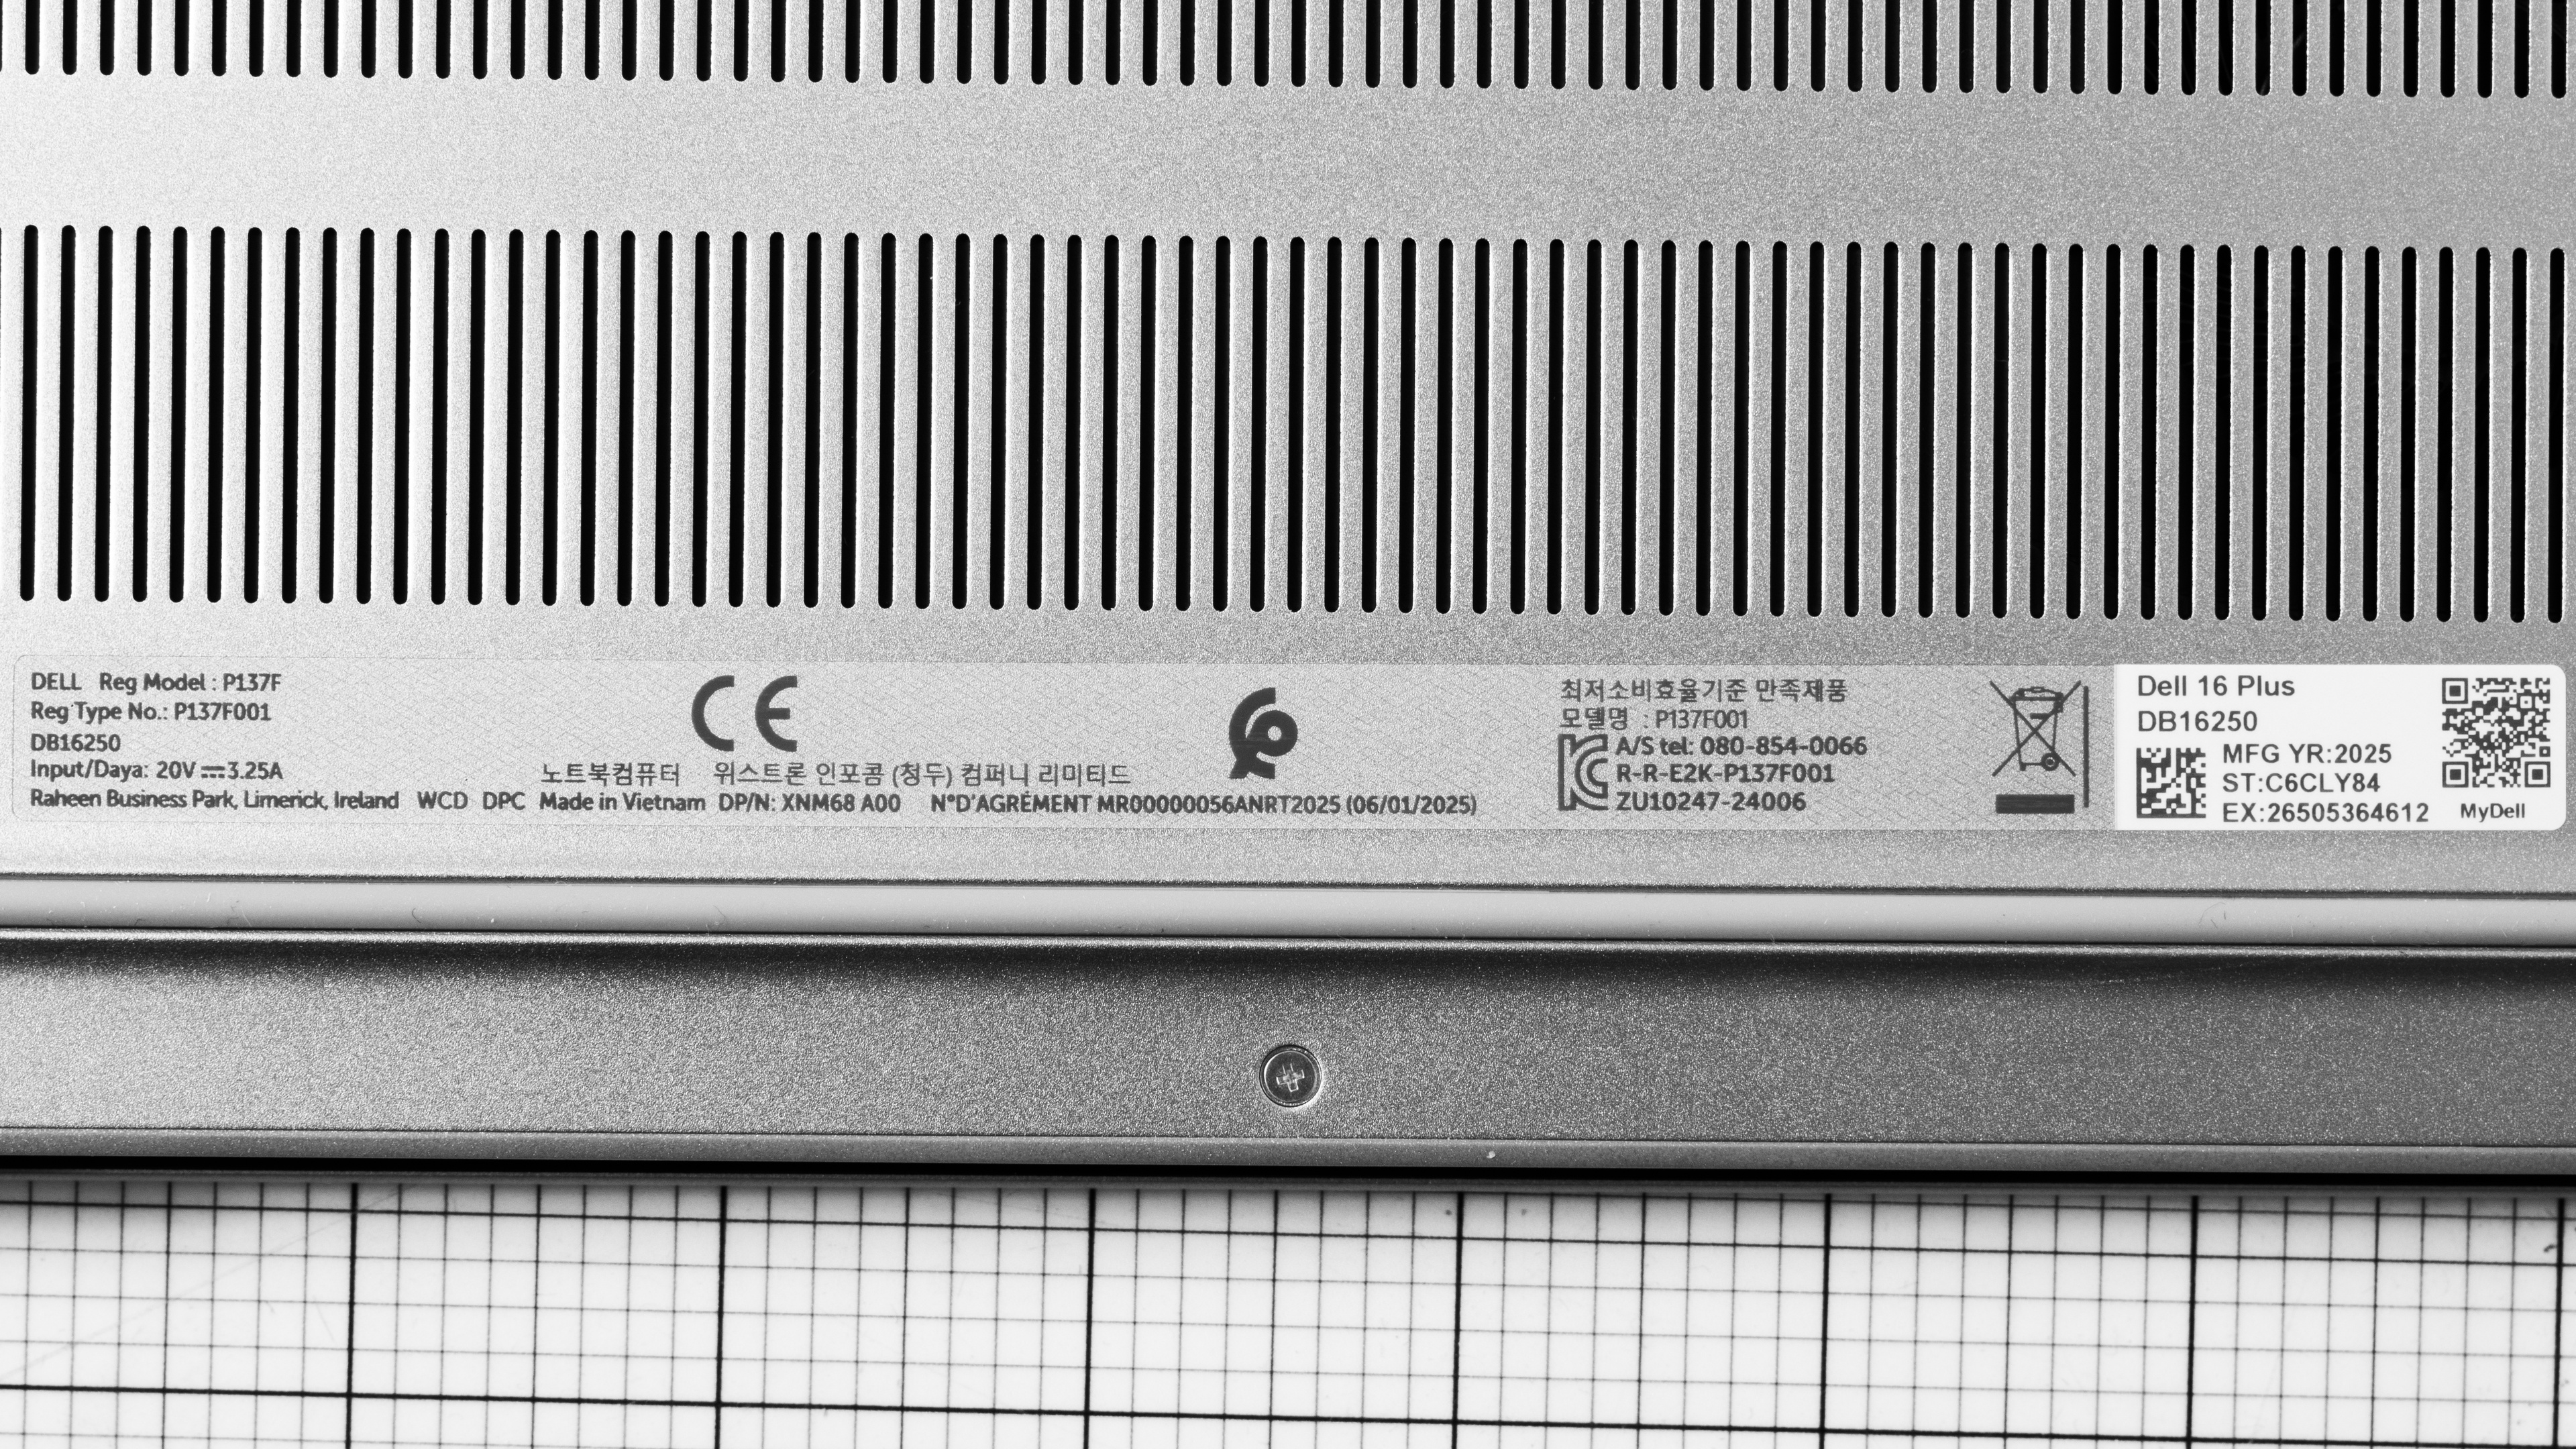 DELL Reg Model : P137F
Reg Type No.: P137F001
DB16250
Input/Daya: 20V ⎓ 3.25A
Raheen Business Park, Limerick, Ireland WCD DPC Made in Vietnam DP/N: XNM68 A00 N°D'AGRÉMENT MR00000056ANRT2025 (06/01/2025)
CE
노트북컴퓨터 위스트론 인포콤 (청두) 컴퍼니 리미티드
최저소비효율기준 만족제품
모델명 : P137F001
A/S tel: 080-854-0066
R-R-E2K-P137F001
ZU10247-24006
Dell 16 Plus
DB16250
MFG YR:2025
ST:C6CLY84
EX:26505364612
MyDell